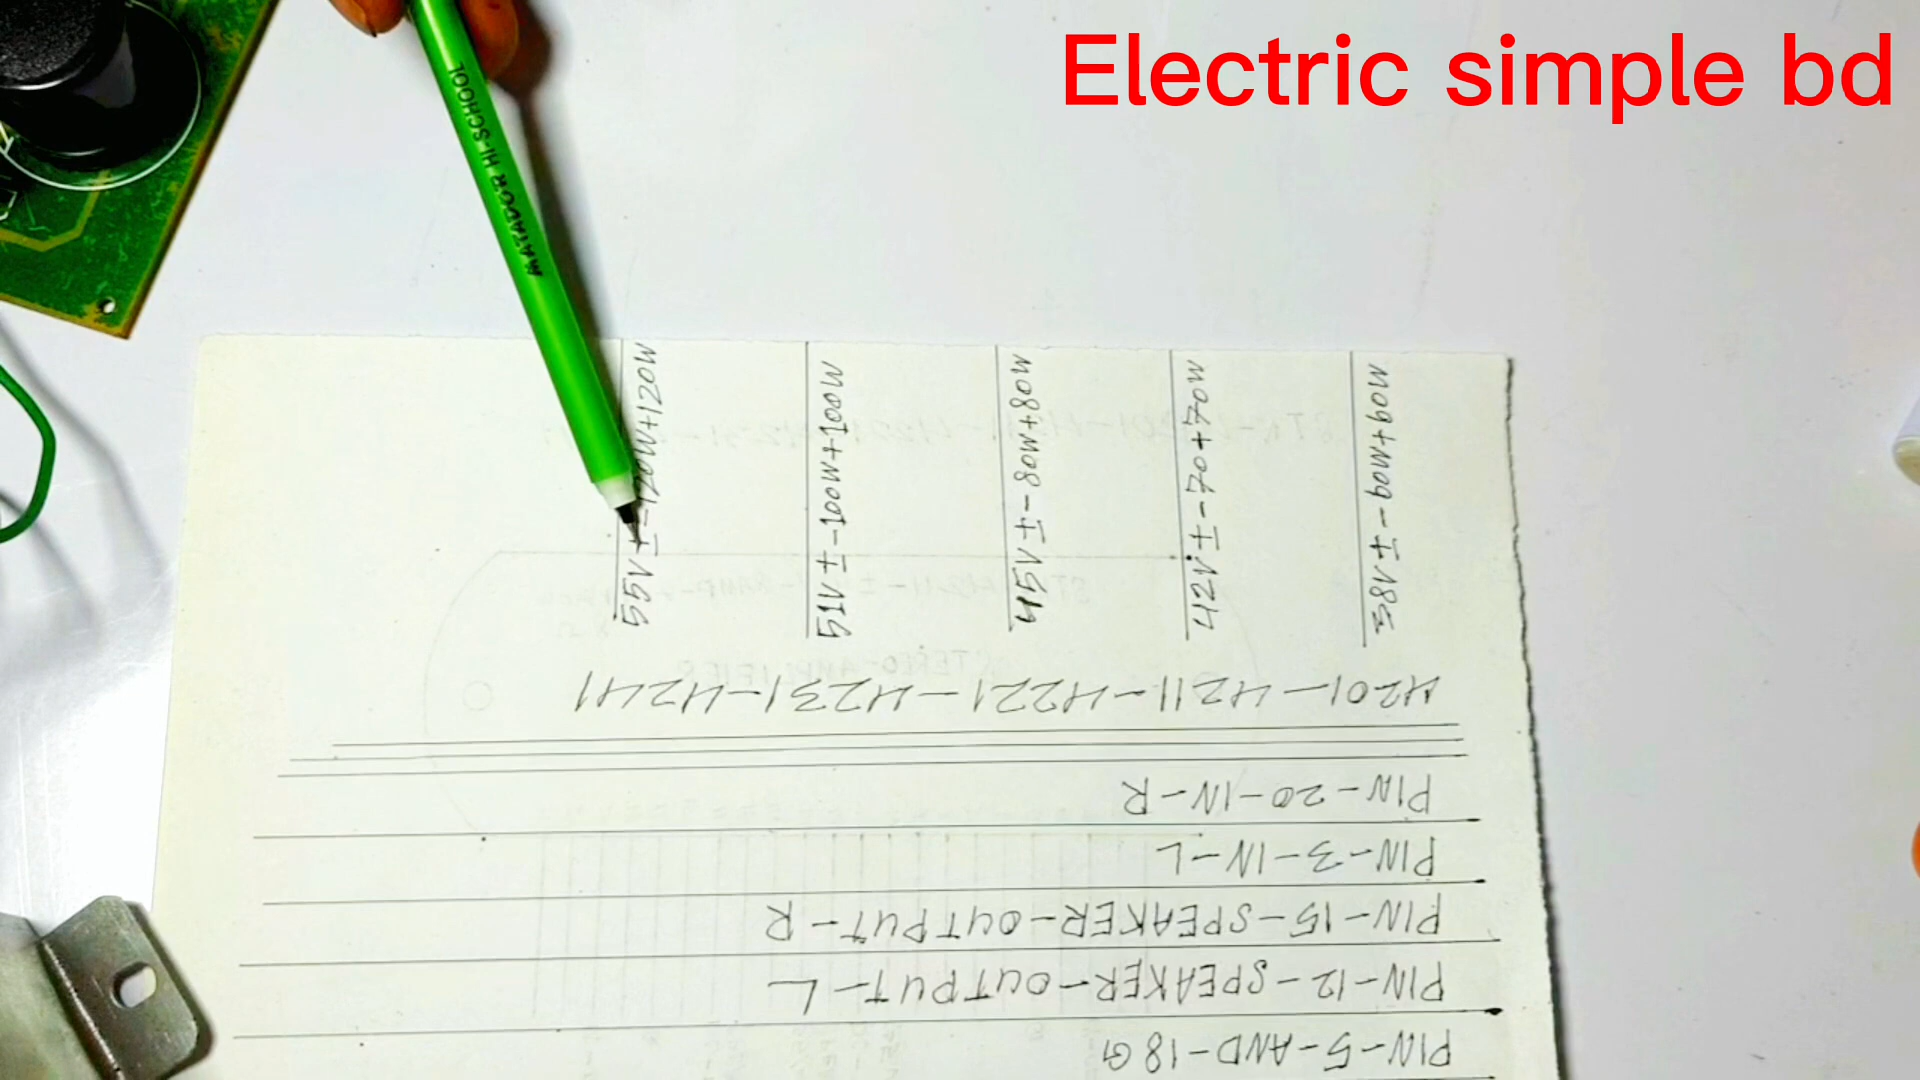 Electric simple bd
MATADOR HI-SCHOOL
PIN-5-AND-18G
PIN-12-SPEAKER-OUTPUT-L
PIN-15-SPEAKER-OUTPUT-R
PIN-3-IN-L
PIN-20-IN-R
4201-4211-4221-4231-4241
38V±-60W+60W
42V±-70+70W
45V±-80W+80W
51V±-100W+100W
55V±-120W+120W
STEREO-AMPLIFIER